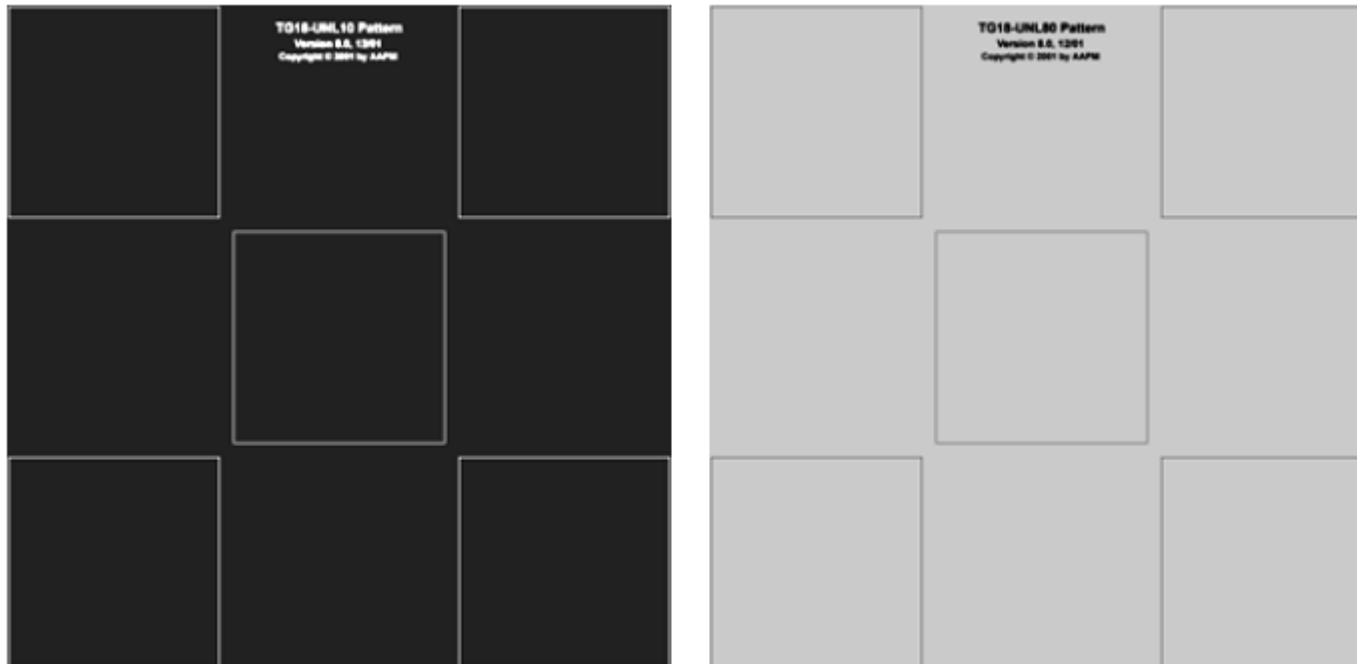 TG18-UNL10 Pattern
Version 8.0, 12/01
Copyright © 2001 by AAPM
TG18-UNL80 Pattern
Version 8.0, 12/01
Copyright © 2001 by AAPM